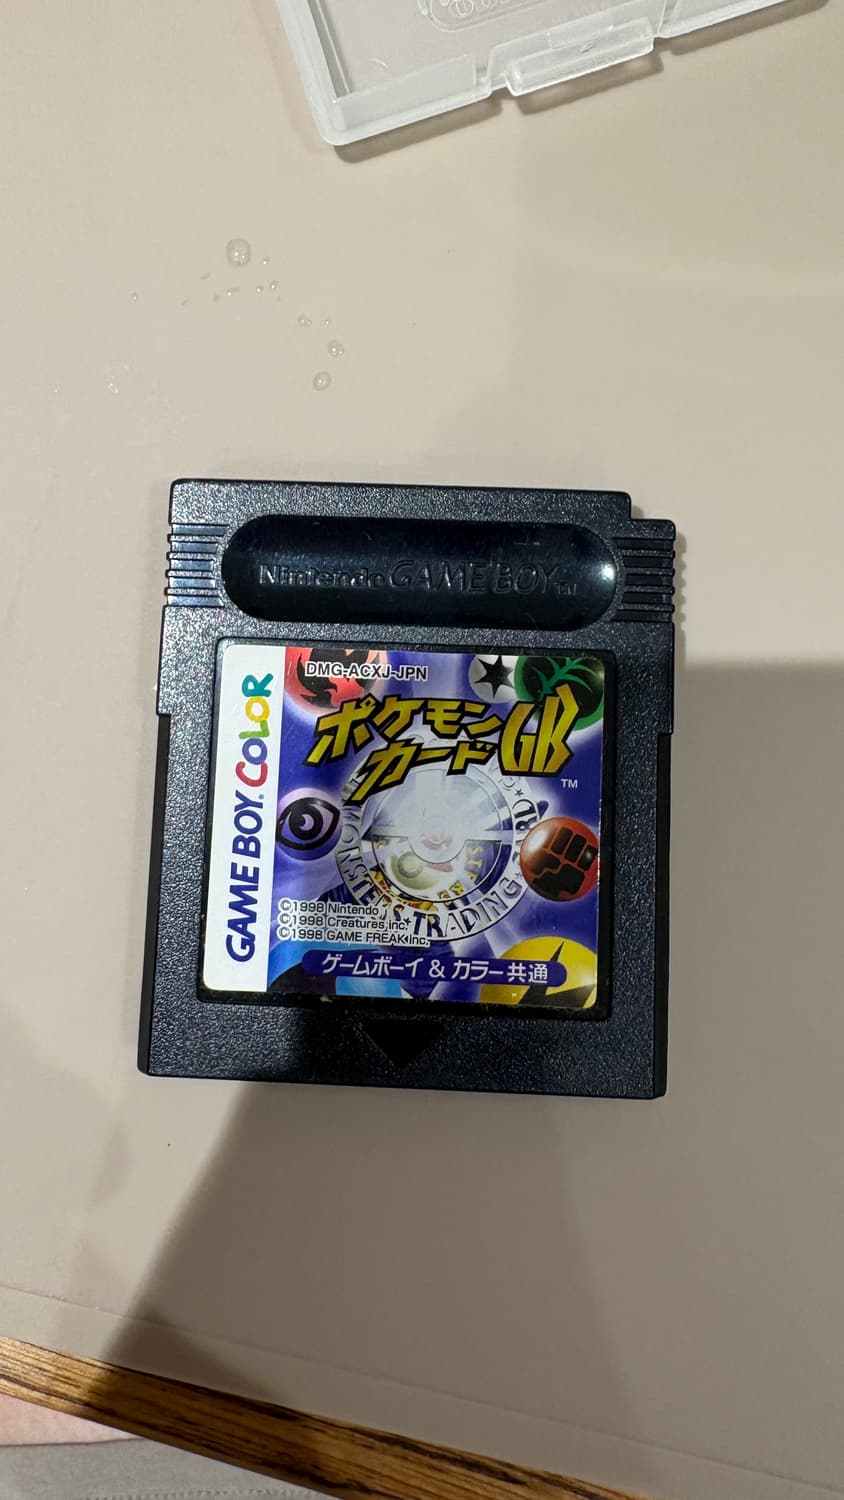 Nintendo GAME BOY TM
GAME BOY COLOR
DMG-ACXJ-JPN
ポケモン
カードGB
TM
MONSTERS★TRADING★CARD★
©1998 Nintendo
©1998 Creatures inc.
©1998 GAME FREAK inc.
ゲームボーイ & カラー共通